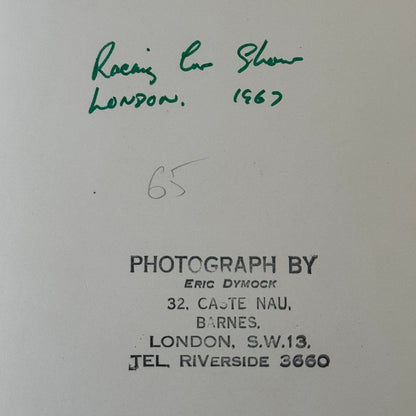 Racing Car Show
LONDON. 1967
65
PHOTOGRAPH BY
ERIC DYMOCK
32, CASTE NAU,
BARNES,
LONDON, S.W.13,
TEL, RIVERSIDE 3660